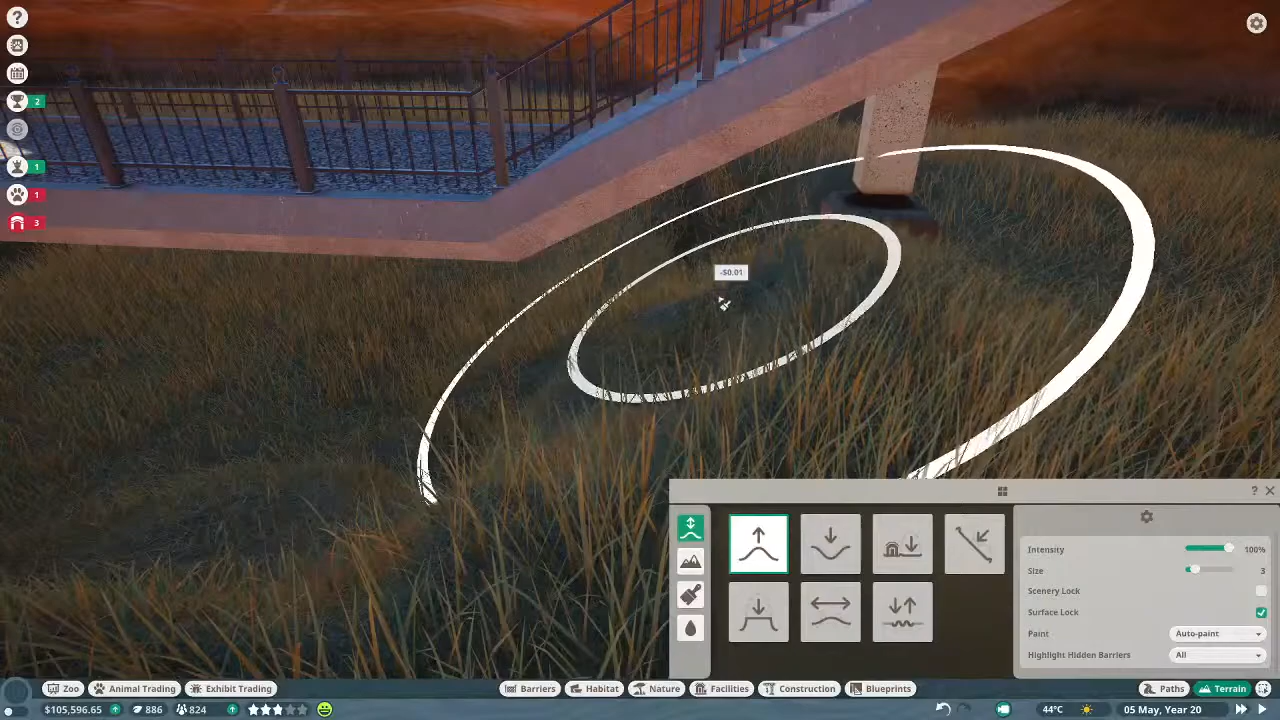 ?
2
1
1
3
-$0.01
?
Intensity 100%
Size 3
Scenery Lock
Surface Lock
Paint Auto-paint
Highlight Hidden Barriers All
Zoo Animal Trading Exhibit Trading Barriers Habitat Nature Facilities Construction Blueprints Paths Terrain
$105,596.65 886 824 44°C 05 May, Year 20